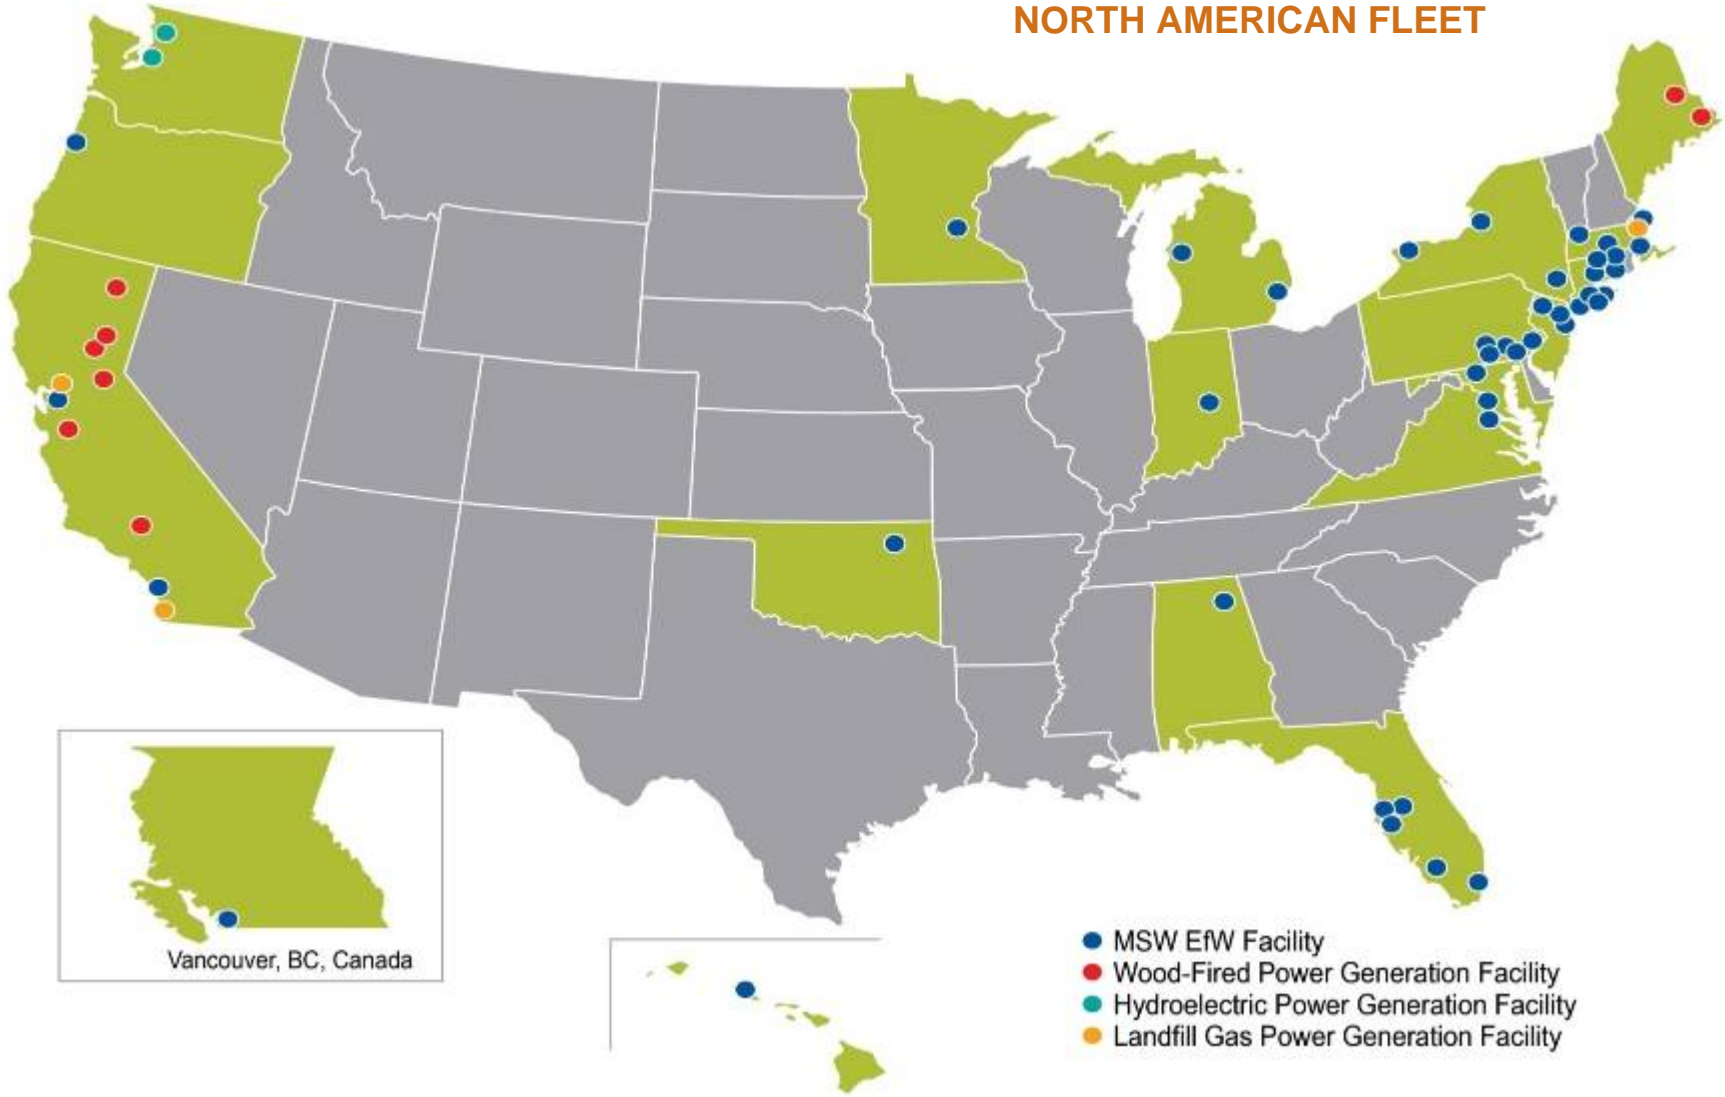 NORTH AMERICAN FLEET
Vancouver, BC, Canada
MSW EfW Facility
Wood-Fired Power Generation Facility
Hydroelectric Power Generation Facility
Landfill Gas Power Generation Facility